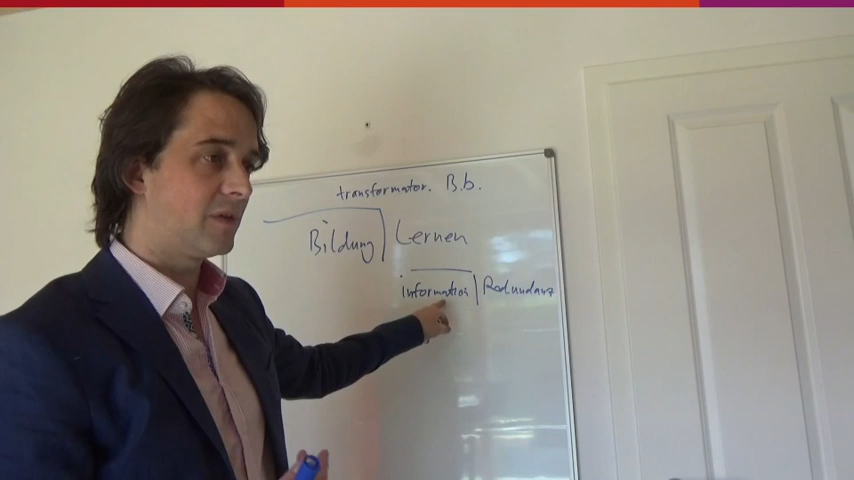 transformator. B.b.
Bildung | Lernen
information | Redundanz